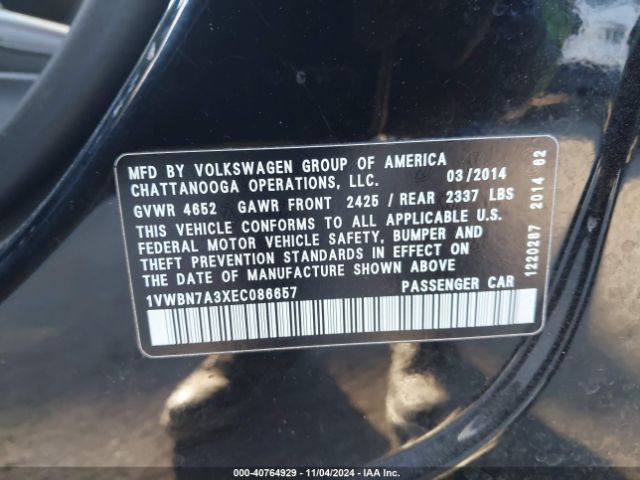 MFD BY VOLKSWAGEN GROUP OF AMERICA
CHATTANOOGA OPERATIONS, LLC. 03/2014
GVWR 4652 GAWR FRONT 2425 / REAR 2337 LBS
THIS VEHICLE CONFORMS TO ALL APPLICABLE U.S.
FEDERAL MOTOR VEHICLE SAFETY, BUMPER AND
THEFT PREVENTION STANDARDS IN EFFECT ON
THE DATE OF MANUFACTURE SHOWN ABOVE
1VWBN7A3XEC086657 PASSENGER CAR
1220287 2014 82
000-40764929 - 11/04/2024 - IAA Inc.